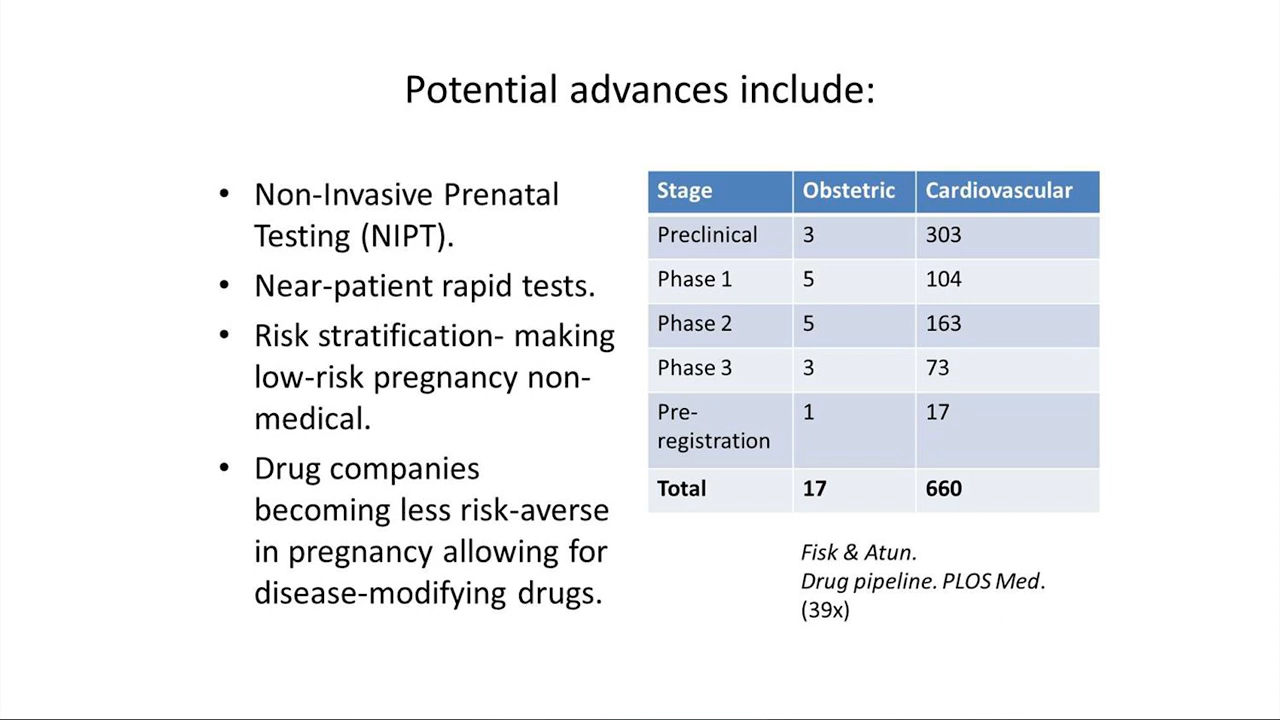 Potential advances include:
• Non-Invasive Prenatal
Testing (NIPT).
• Near-patient rapid tests.
• Risk stratification- making
low-risk pregnancy non-
medical.
• Drug companies
becoming less risk-averse
in pregnancy allowing for
disease-modifying drugs.
Stage Obstetric Cardiovascular
Preclinical 3 303
Phase 1 5 104
Phase 2 5 163
Phase 3 3 73
Pre- 1 17
registration
Total 17 660
Fisk & Atun.
Drug pipeline. PLOS Med.
(39x)